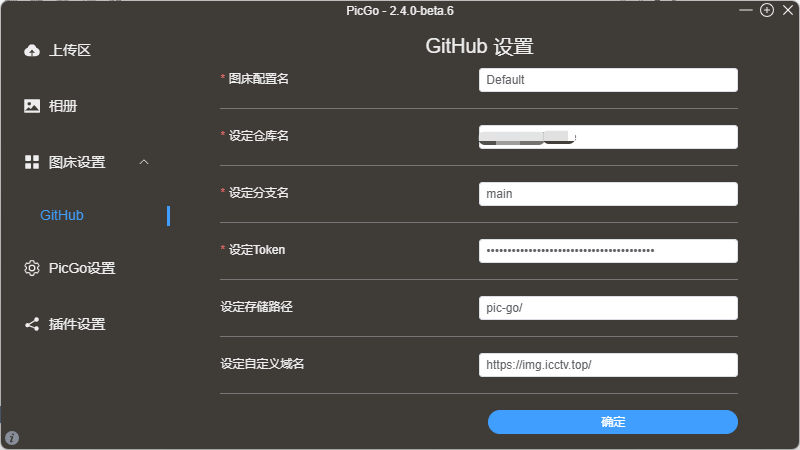 PicGo - 2.4.0-beta.6
上传区
相册
图床设置
GitHub
PicGo设置
插件设置
GitHub 设置
* 图床配置名
Default
* 设定仓库名
* 设定分支名
main
* 设定Token
••••••••••••••••••••••••••••••••••••••••
设定存储路径
pic-go/
设定自定义域名
https://img.icctv.top/
确定